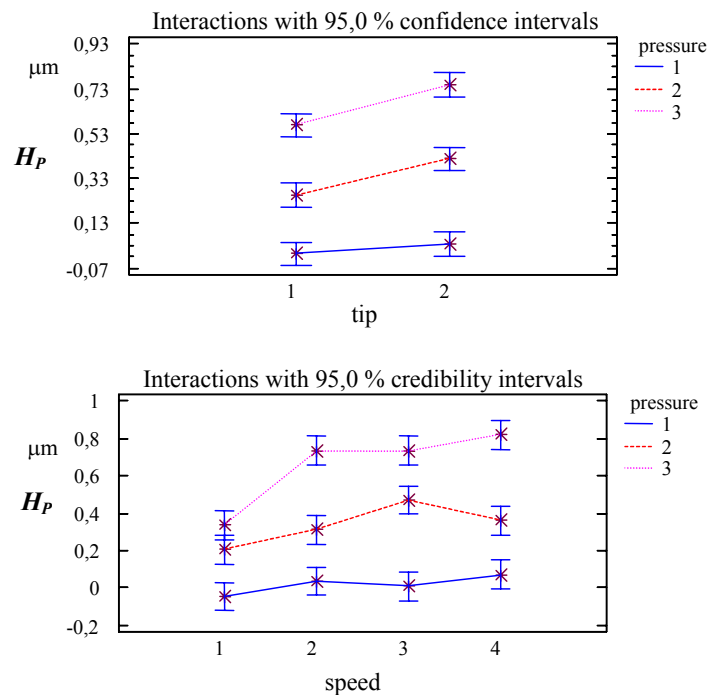 Interactions with 95,0 % confidence intervals
0,93
0,73
0,53
0,33
0,13
-0,07
μm
H_P
1
2
tip
pressure
1
2
3
Interactions with 95,0 % credibility intervals
1
0,8
0,6
0,4
0,2
0
-0,2
μm
H_P
1
2
3
4
speed
pressure
1
2
3